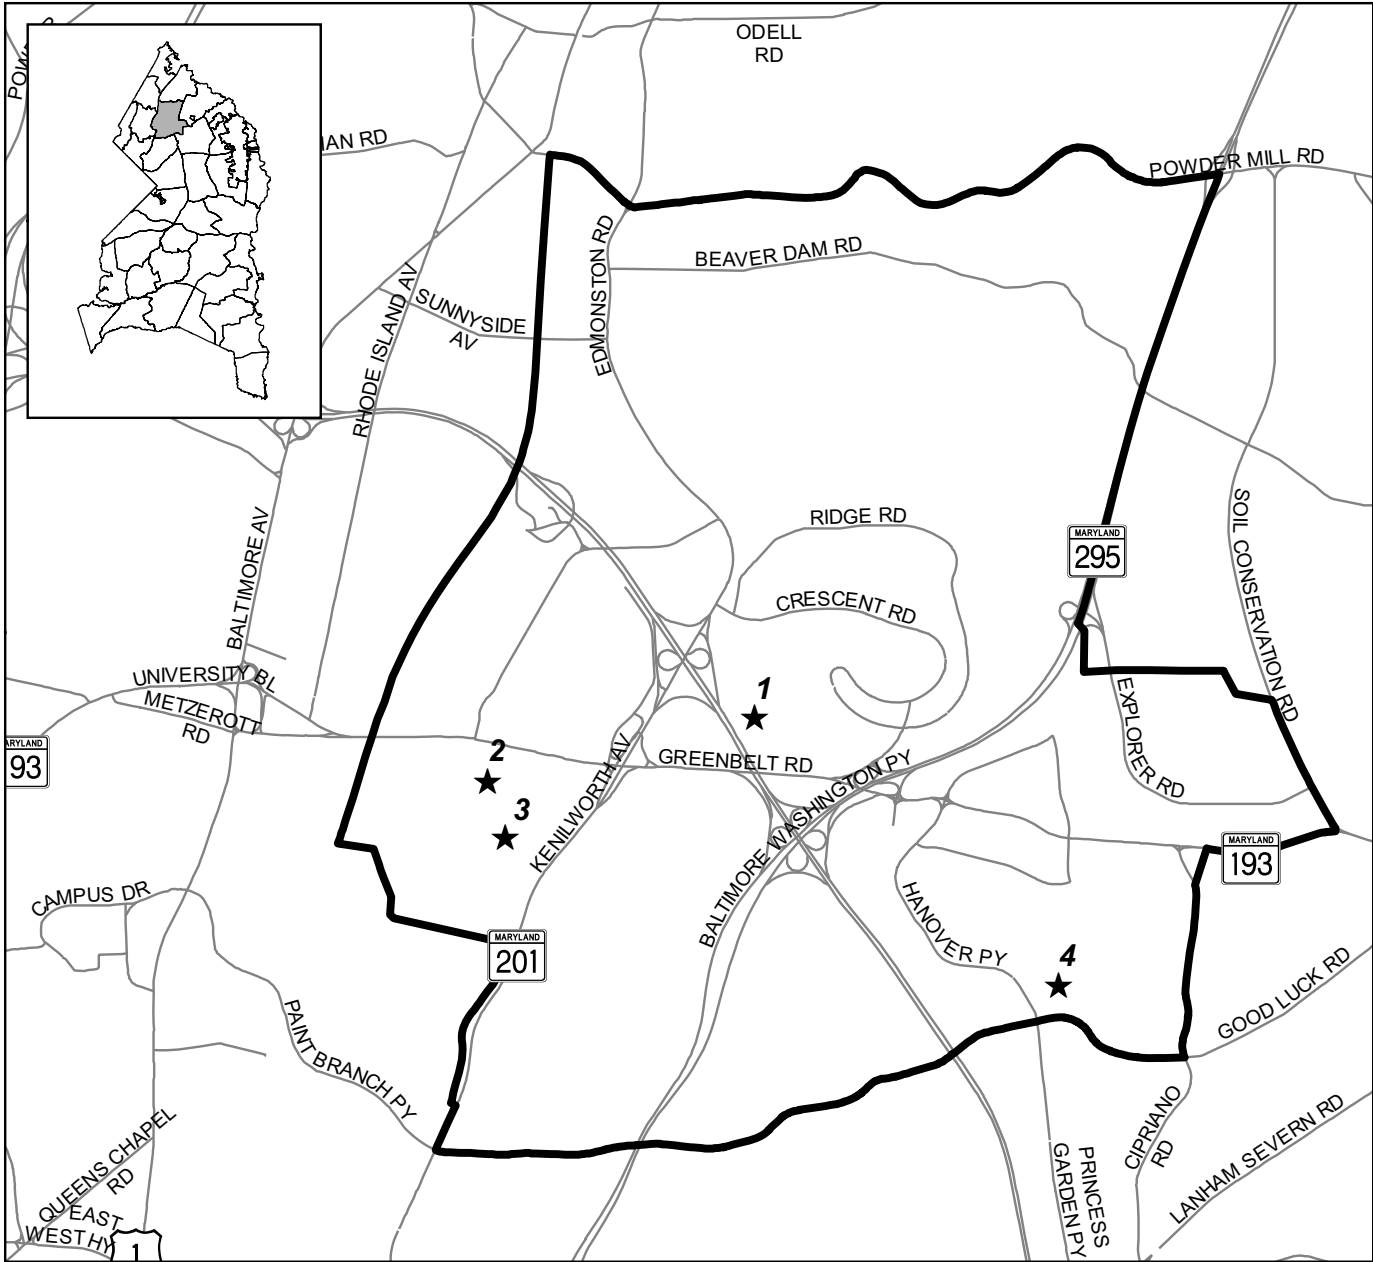 ODELL
RD
IAN RD
POWDER MILL RD
BEAVER DAM RD
EDMONSTON RD
SUNNYSIDE
AV
RHODE ISLAND AV
BALTIMORE AV
RIDGE RD
MARYLAND
295
SOIL CONSERVATION RD
CRESCENT RD
UNIVERSITY BL
METZEROTT
RD
1
EXPLORER RD
ARYLAND
93
2
GREENBELT RD
KENILWORTH AV
BALTIMORE WASHINGTON PY
3
MARYLAND
193
CAMPUS DR
HANOVER PY
MARYLAND
201
4
GOOD LUCK RD
PAINT BRANCH PY
QUEENS CHAPEL
RD
EAST
WEST HY
1
PRINCESS
GARDEN PY
CIPRIANO
RD
LANHAM SEVERN RD